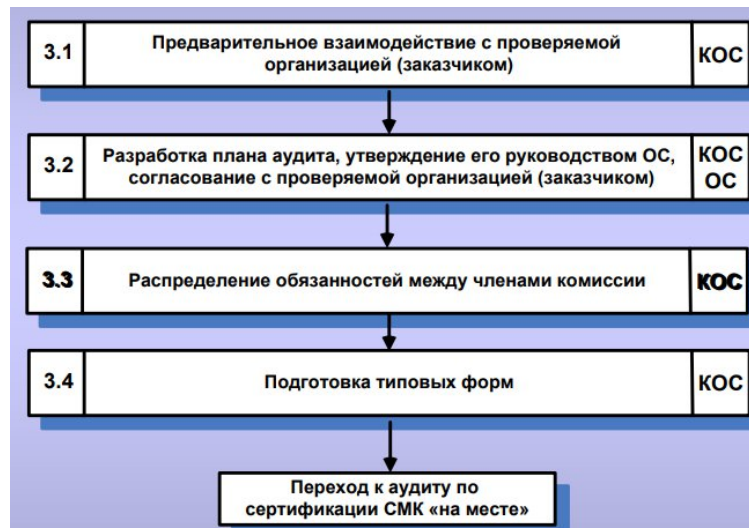 3.1
Предварительное взаимодействие с проверяемой
организацией (заказчиком)
КОС
3.2
Разработка плана аудита, утверждение его руководством ОС,
согласование с проверяемой организацией (заказчиком)
КОС
ОС
3.3
Распределение обязанностей между членами комиссии
КОС
3.4
Подготовка типовых форм
КОС
Переход к аудиту по
сертификации СМК «на месте»